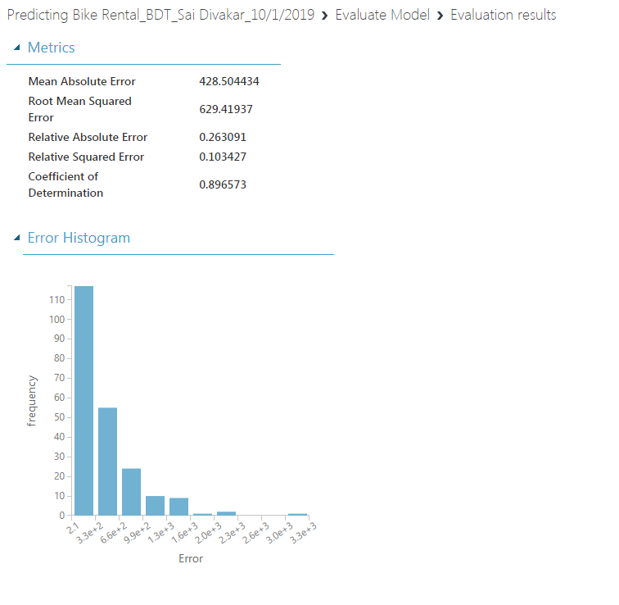 Predicting Bike Rental_BDT_Sai Divakar_10/1/2019 › Evaluate Model › Evaluation results
Metrics
Mean Absolute Error 428.504434
Root Mean Squared
Error 629.41937
Relative Absolute Error 0.263091
Relative Squared Error 0.103427
Coefficient of
Determination 0.896573
Error Histogram
110
100
90
80
70
60
50
40
30
20
10
0
frequency
2.1 3.3e+2 6.6e+2 9.9e+2 1.3e+3 1.6e+3 2.0e+3 2.3e+3 2.6e+3 3.0e+3 3.3e+3
Error